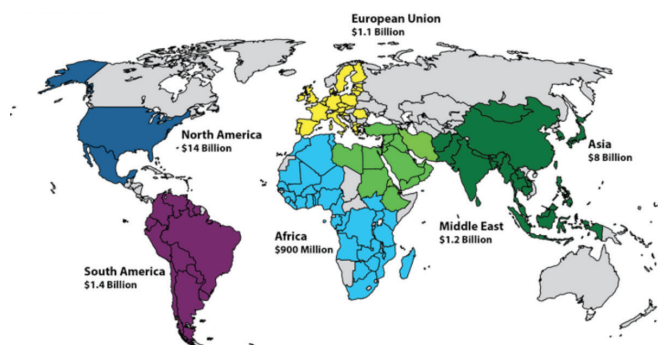 European Union
$1.1 Billion
North America
$14 Billion
Asia
$8 Billion
Africa
$900 Million
Middle East
$1.2 Billion
South America
$1.4 Billion